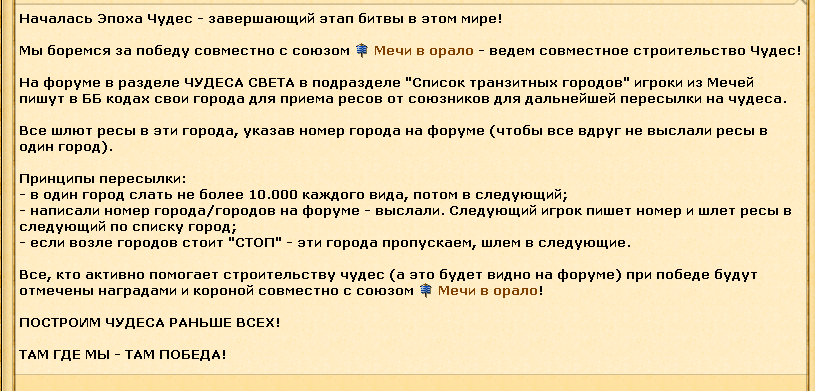 Началась Эпоха Чудес - завершающий этап битвы в этом мире!
Мы боремся за победу совместно с союзом Мечи в орало - ведем совместное строительство Чудес!
На форуме в разделе ЧУДЕСА СВЕТА в подразделе "Список транзитных городов" игроки из Мечей
пишут в ББ кодах свои города для приема ресов от союзников для дальнейшей пересылки на чудеса.
Все шлют ресы в эти города, указав номер города на форуме (чтобы все вдруг не выслали ресы в
один город).
Принципы пересылки:
- в один город слать не более 10.000 каждого вида, потом в следующий;
- написали номер города/городов на форуме - выслали. Следующий игрок пишет номер и шлет ресы в
следующий по списку город;
- если возле городов стоит "СТОП" - эти города пропускаем, шлем в следующие.
Все, кто активно помогает строительству чудес (а это будет видно на форуме) при победе будут
отмечены наградами и короной совместно с союзом Мечи в орало!
ПОСТРОИМ ЧУДЕСА РАНЬШЕ ВСЕХ!
ТАМ ГДЕ МЫ - ТАМ ПОБЕДА!